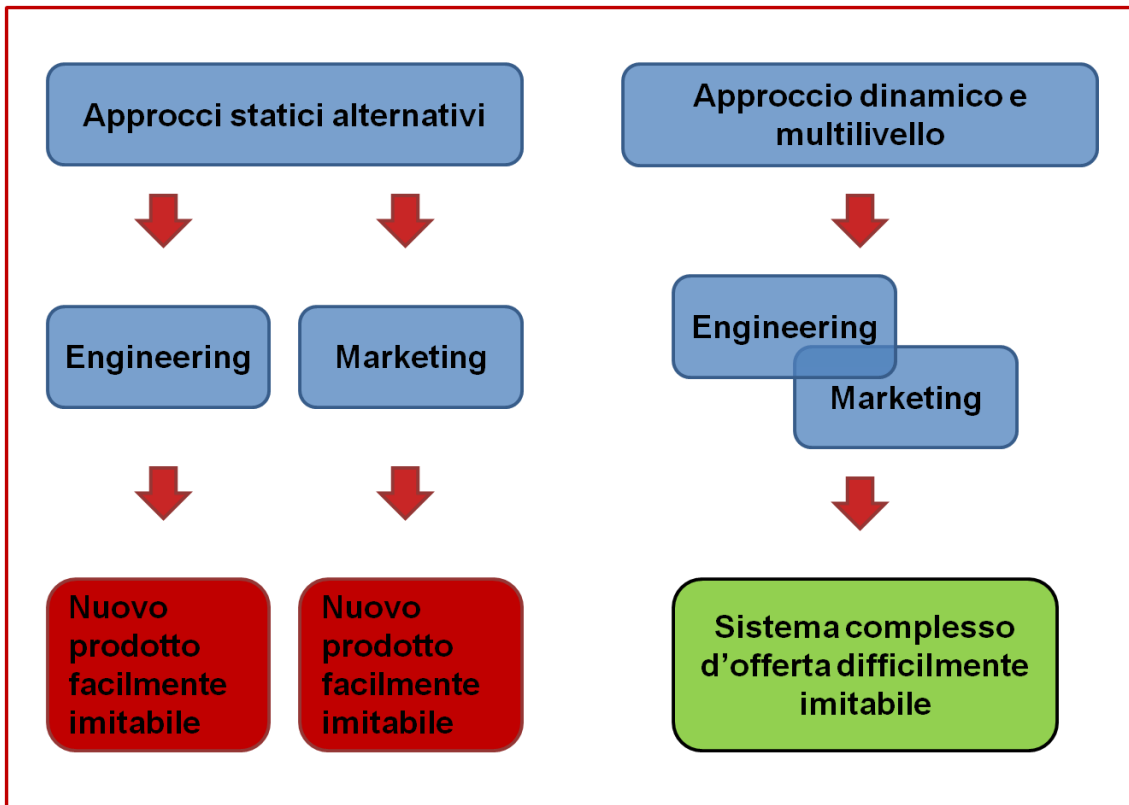 Approcci statici alternativi
Approccio dinamico e
multilivello
Engineering
Marketing
Engineering
Marketing
Nuovo
prodotto
facilmente
imitabile
Nuovo
prodotto
facilmente
imitabile
Sistema complesso
d’offerta difficilmente
imitabile